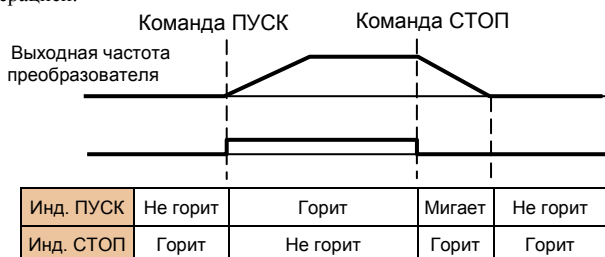 ерацией.
Команда ПУСК Команда СТОП
Выходная частота
преобразователя
Инд. ПУСК Не горит Горит Мигает Не горит
Инд. СТОП Горит Не горит Горит Горит